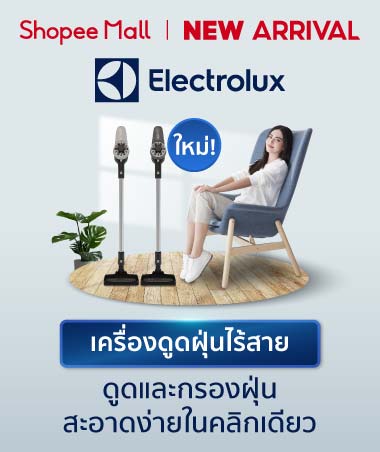 Shopee Mall | NEW ARRIVAL
Electrolux
ใหม่!
เครื่องดูดฝุ่นไร้สาย
ดูดและกรองฝุ่น
สะอาดง่ายในคลิกเดียว